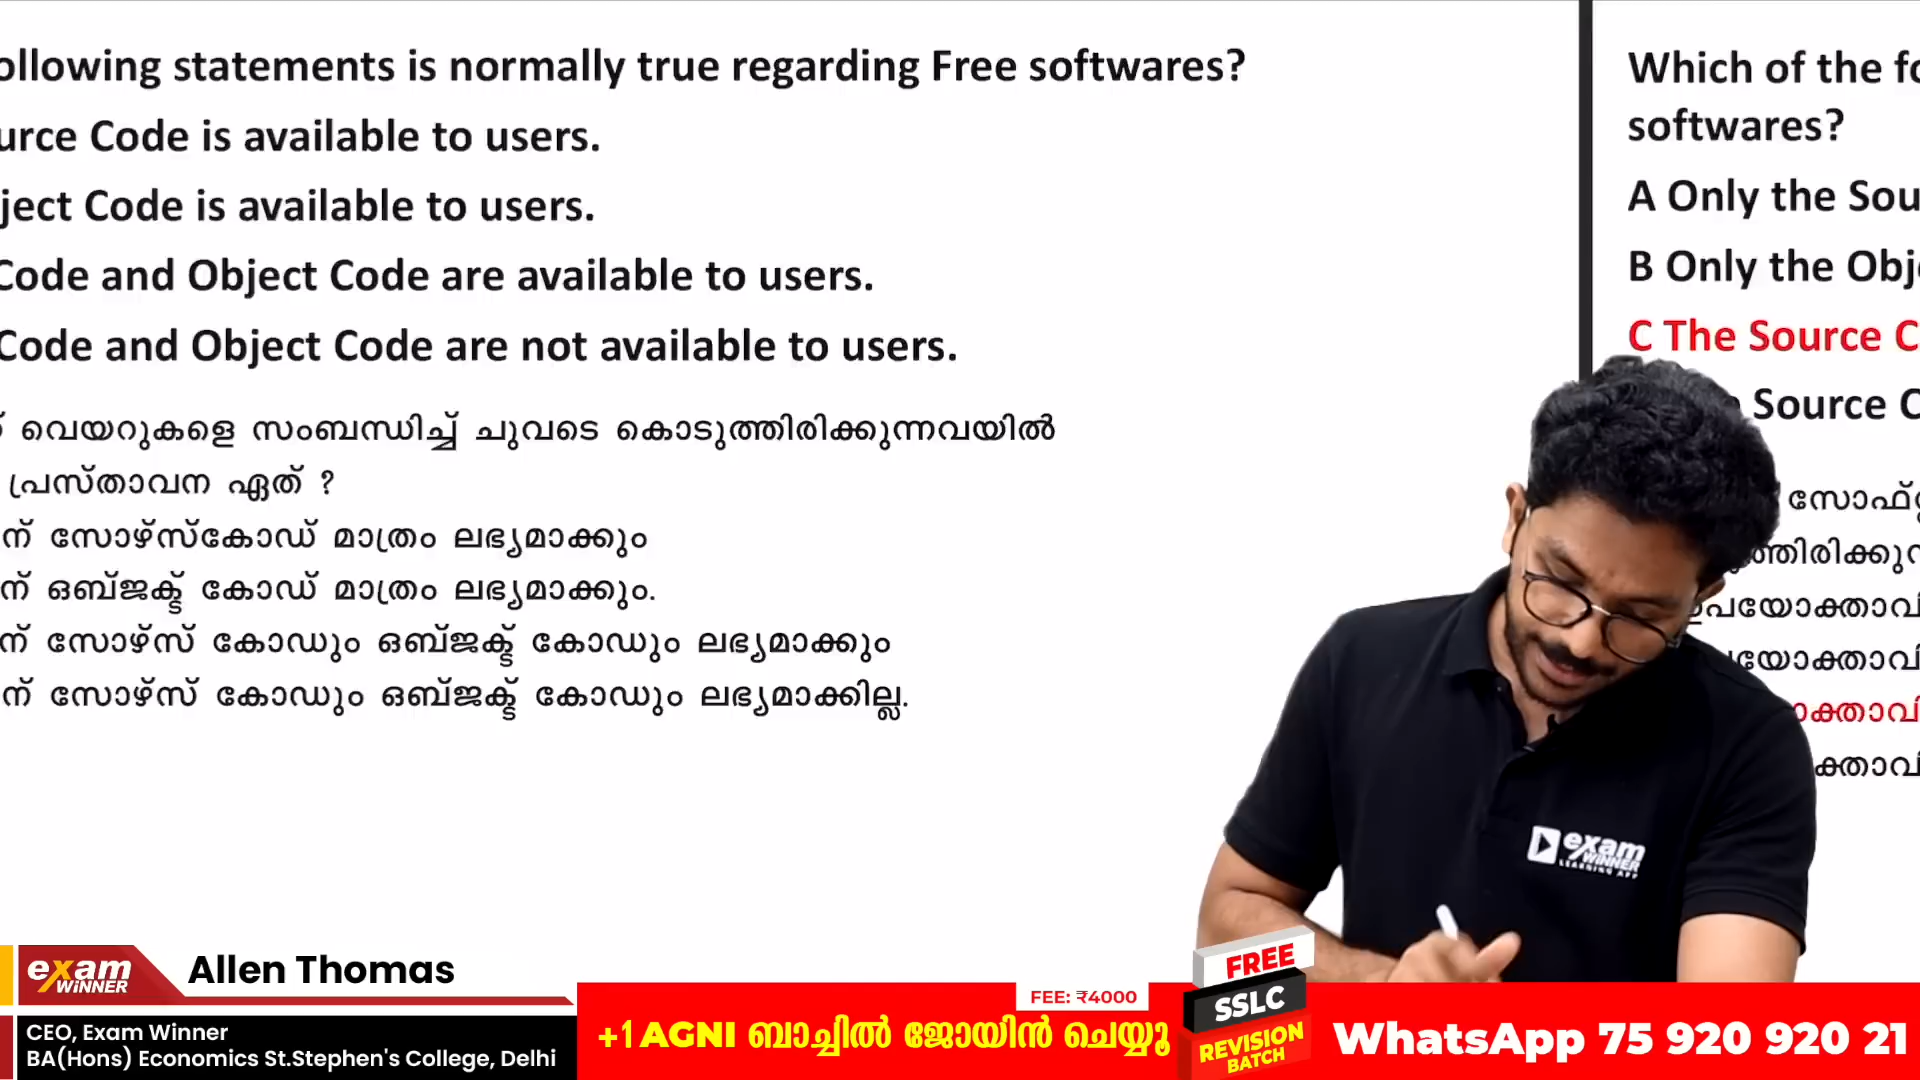 ollowing statements is normally true regarding Free softwares?
urce Code is available to users.
ject Code is available to users.
Code and Object Code are available to users.
Code and Object Code are not available to users.
വെയറുകളെ സംബന്ധിച്ച് ചുവടെ കൊടുത്തിരിക്കുന്നവയിൽ
പ്രസ്താവന ഏത് ?
ന് സോഴ്സ്കോഡ് മാത്രം ലഭ്യമാക്കും
ന് ഒബ്ജക്ട് കോഡ് മാത്രം ലഭ്യമാക്കും.
ന് സോഴ്സ് കോഡും ഒബ്ജക്ട് കോഡും ലഭ്യമാക്കും
ന് സോഴ്സ് കോഡും ഒബ്ജക്ട് കോഡും ലഭ്യമാക്കില്ല.
Which of the fo
softwares?
A Only the Sou
B Only the Obj
C The Source C
Source C
സോഫ്
ത്തിരിക്കുന
ഉപയോക്താവി
യോക്താവി
ക്താവി
ക്താവി
exam
WINNER
LEARNING APP
exam
WINNER
Allen Thomas
CEO, Exam Winner
BA(Hons) Economics St.Stephen's College, Delhi
FEE: ₹4000
+1 AGNI ബാച്ചിൽ ജോയിൻ ചെയ്യൂ
FREE
SSLC
REVISION
BATCH
WhatsApp 75 920 920 21